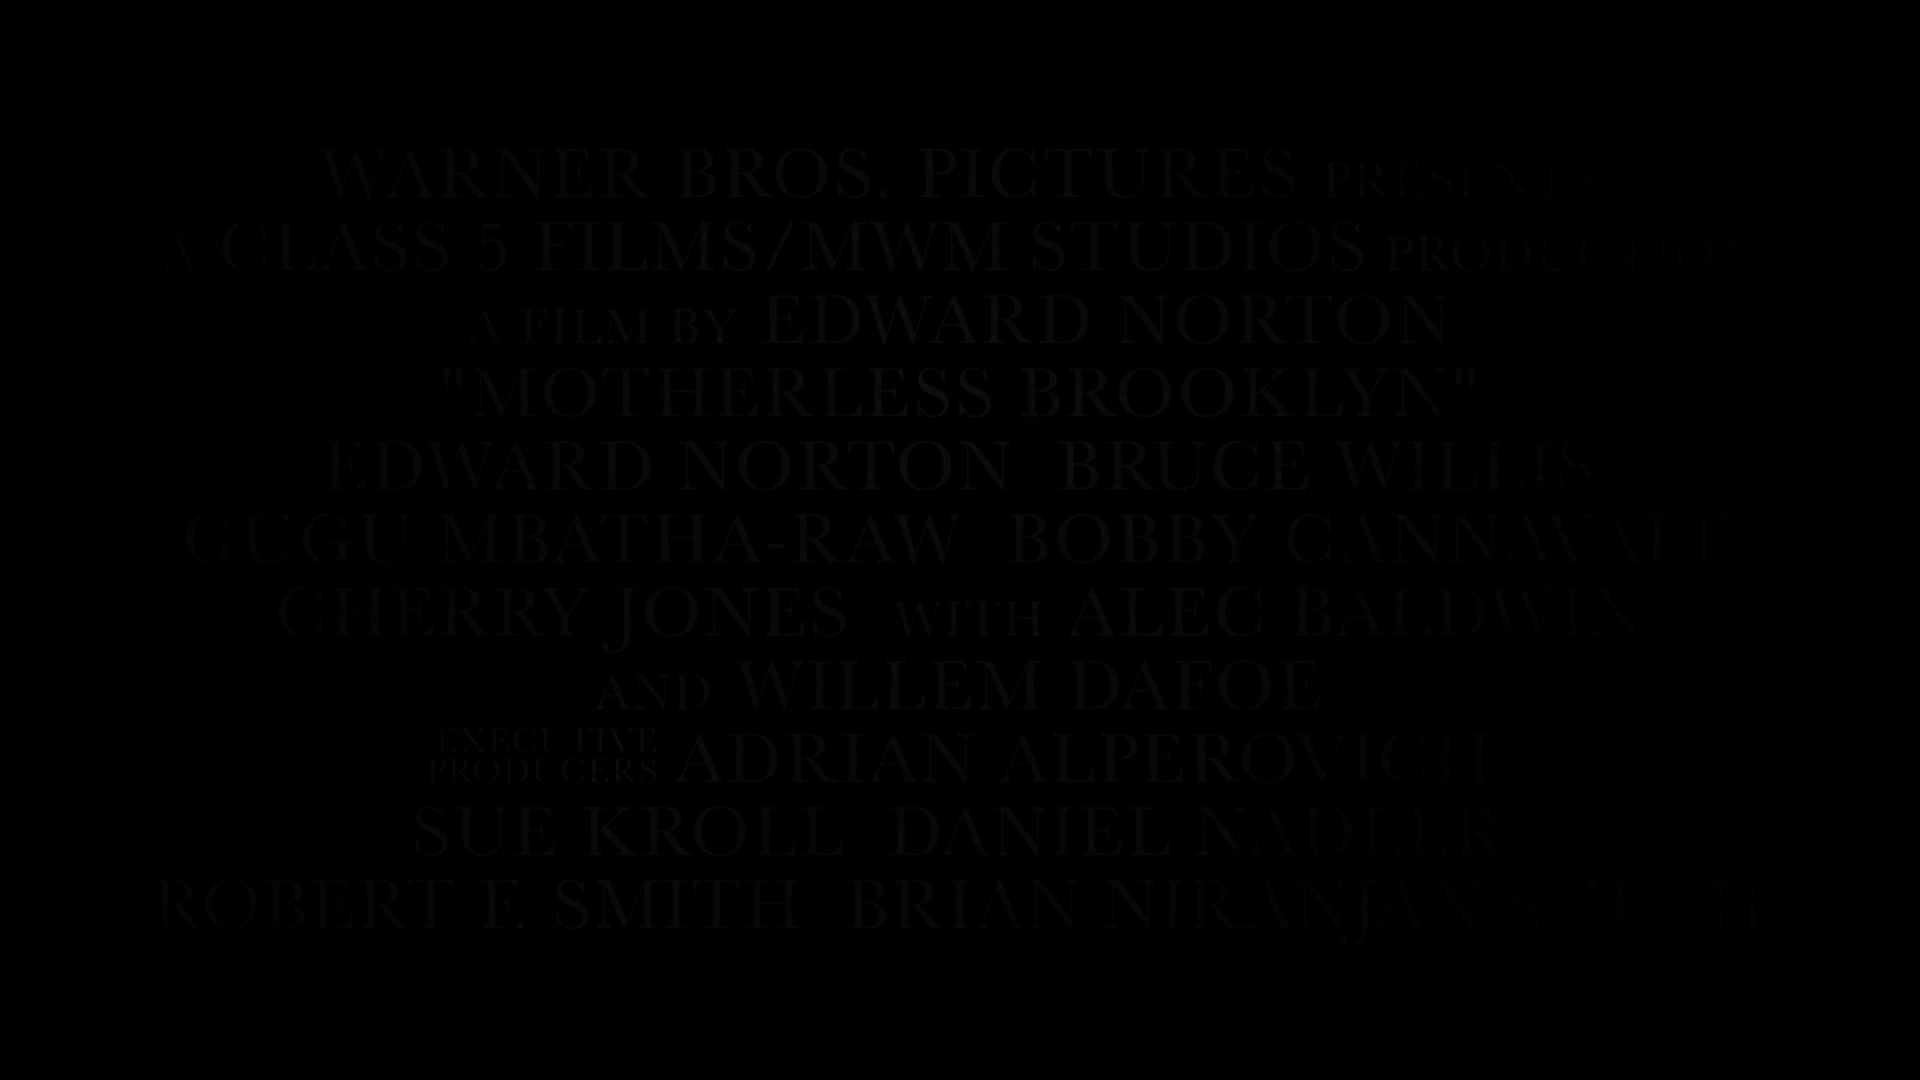 WARNER BROS. PICTURES PRESENTS
A CLASS 5 FILMS/MWM STUDIOS PRODUCTION
A FILM BY EDWARD NORTON
"MOTHERLESS BROOKLYN"
EDWARD NORTON BRUCE WILLIS
GUGU MBATHA-RAW BOBBY CANNAVALE
CHERRY JONES WITH ALEC BALDWIN
AND WILLEM DAFOE
EXECUTIVE PRODUCERS ADRIAN ALPEROVICH
SUE KROLL DANIEL NADLER
ROBERT F. SMITH BRIAN NIRANJAN SHETH